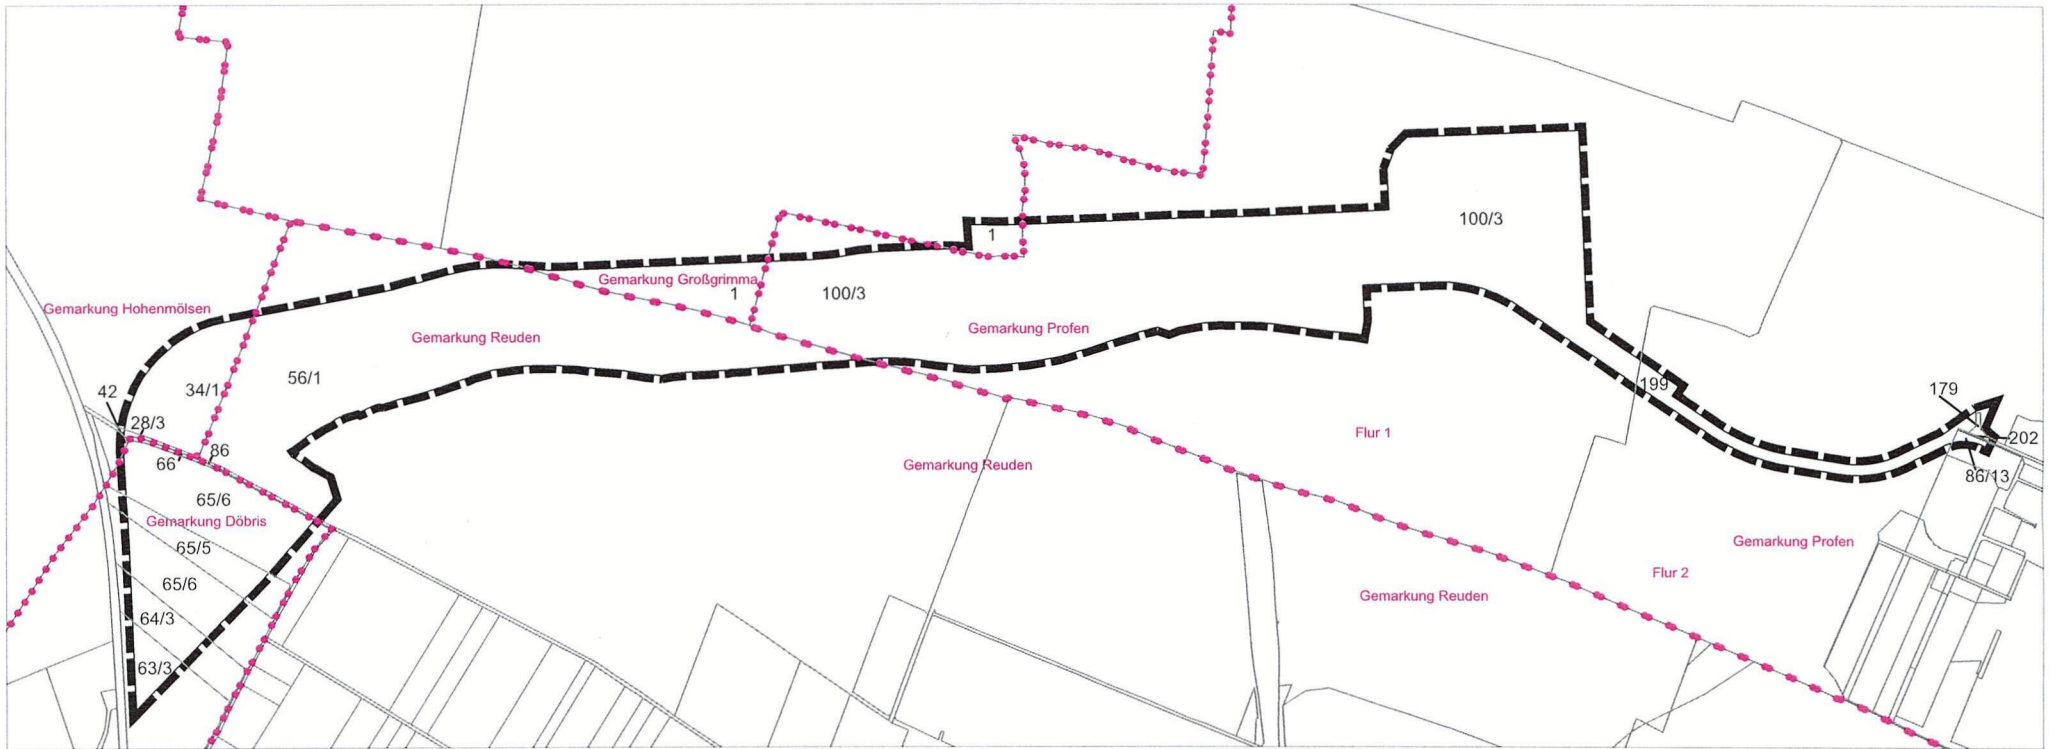 100/3
1
Gemarkung Großgrimma
1
100/3
Gemarkung Hohenmölsen
Gemarkung Reuden
Gemarkung Profen
56/1
34/1
42
28/3
199
179
202
86/13
86
66
Flur 1
Gemarkung Reuden
65/6
Gemarkung Döbris
65/5
65/6
64/3
63/3
Gemarkung Profen
Flur 2
Gemarkung Reuden